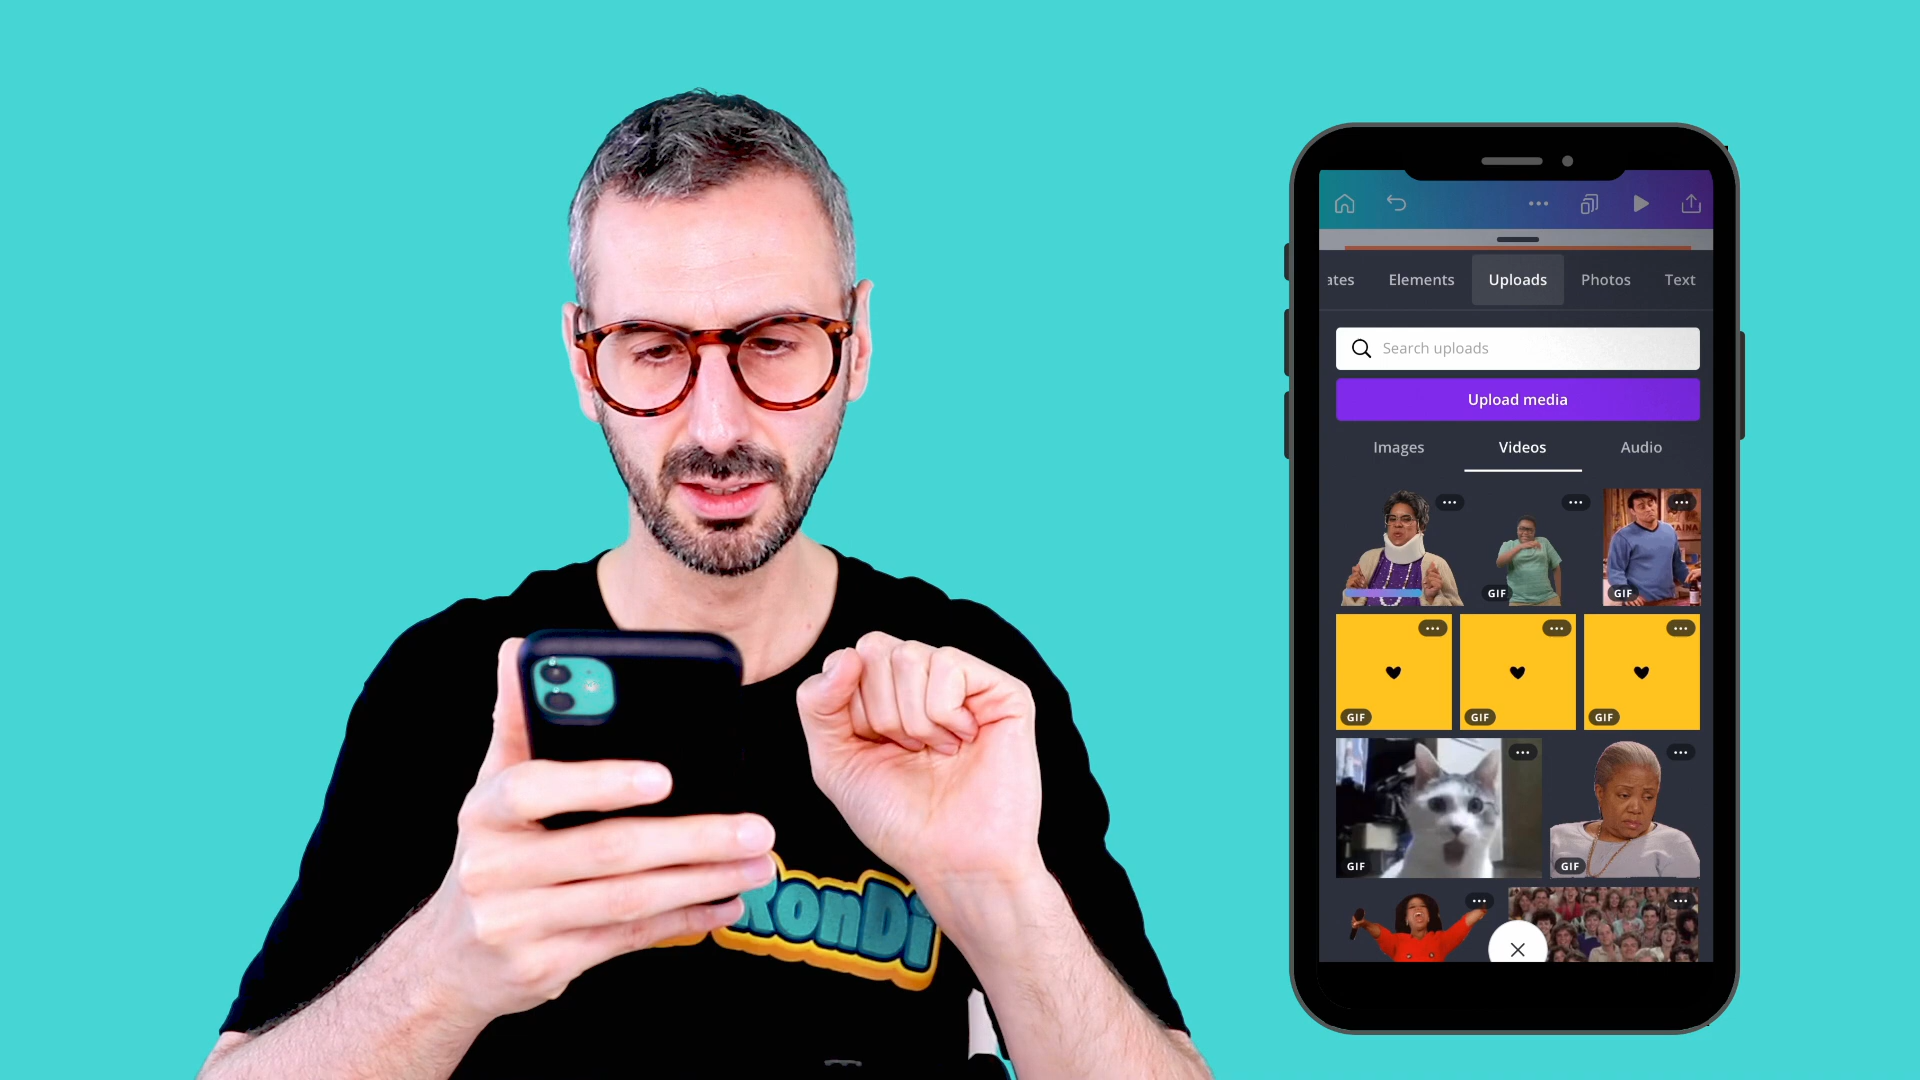 ates Elements Uploads Photos Text
Search uploads
Upload media
Images Videos Audio
AINA
GIF GIF
GIF GIF GIF
GIF GIF
RonDi